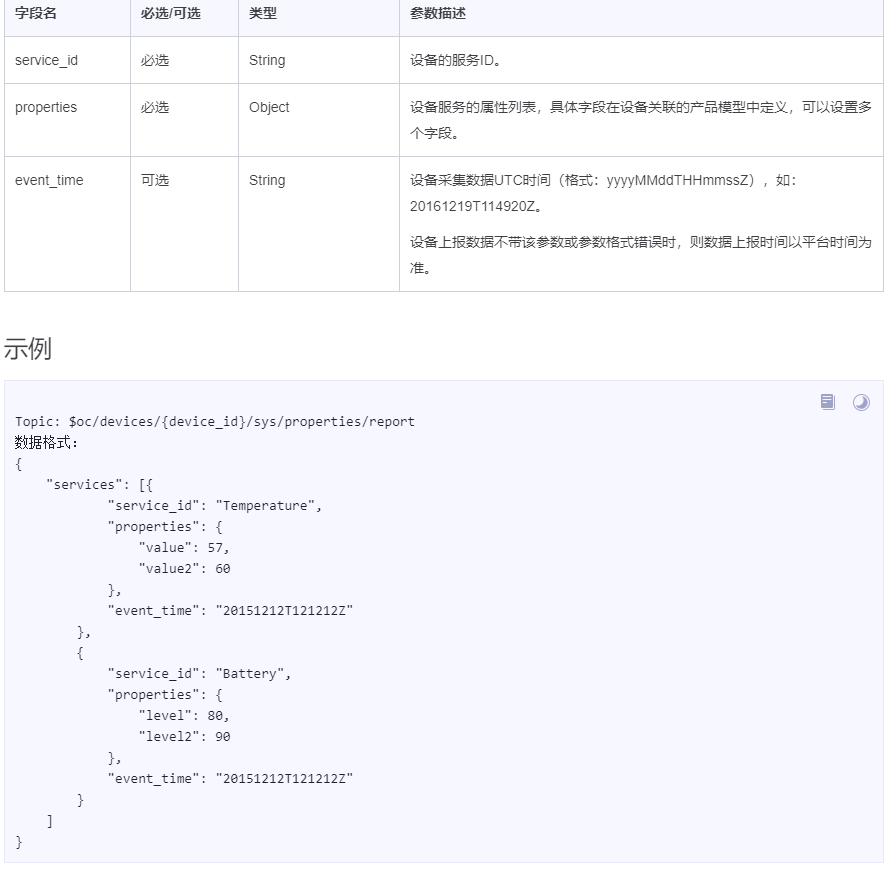 字段名 必选/可选 类型 参数描述
service_id 必选 String 设备的服务ID。
properties 必选 Object 设备服务的属性列表，具体字段在设备关联的产品模型中定义，可以设置多
个字段。
event_time 可选 String 设备采集数据UTC时间（格式：yyyyMMddTHHmmssZ），如：
20161219T114920Z。
设备上报数据不带该参数或参数格式错误时，则数据上报时间以平台时间为
准。
示例
Topic: $oc/devices/{device_id}/sys/properties/report
数据格式：
{
    "services": [{
            "service_id": "Temperature",
            "properties": {
                "value": 57,
                "value2": 60
            },
            "event_time": "20151212T121212Z"
        },
        {
            "service_id": "Battery",
            "properties": {
                "level": 80,
                "level2": 90
            },
            "event_time": "20151212T121212Z"
        }
    ]
}